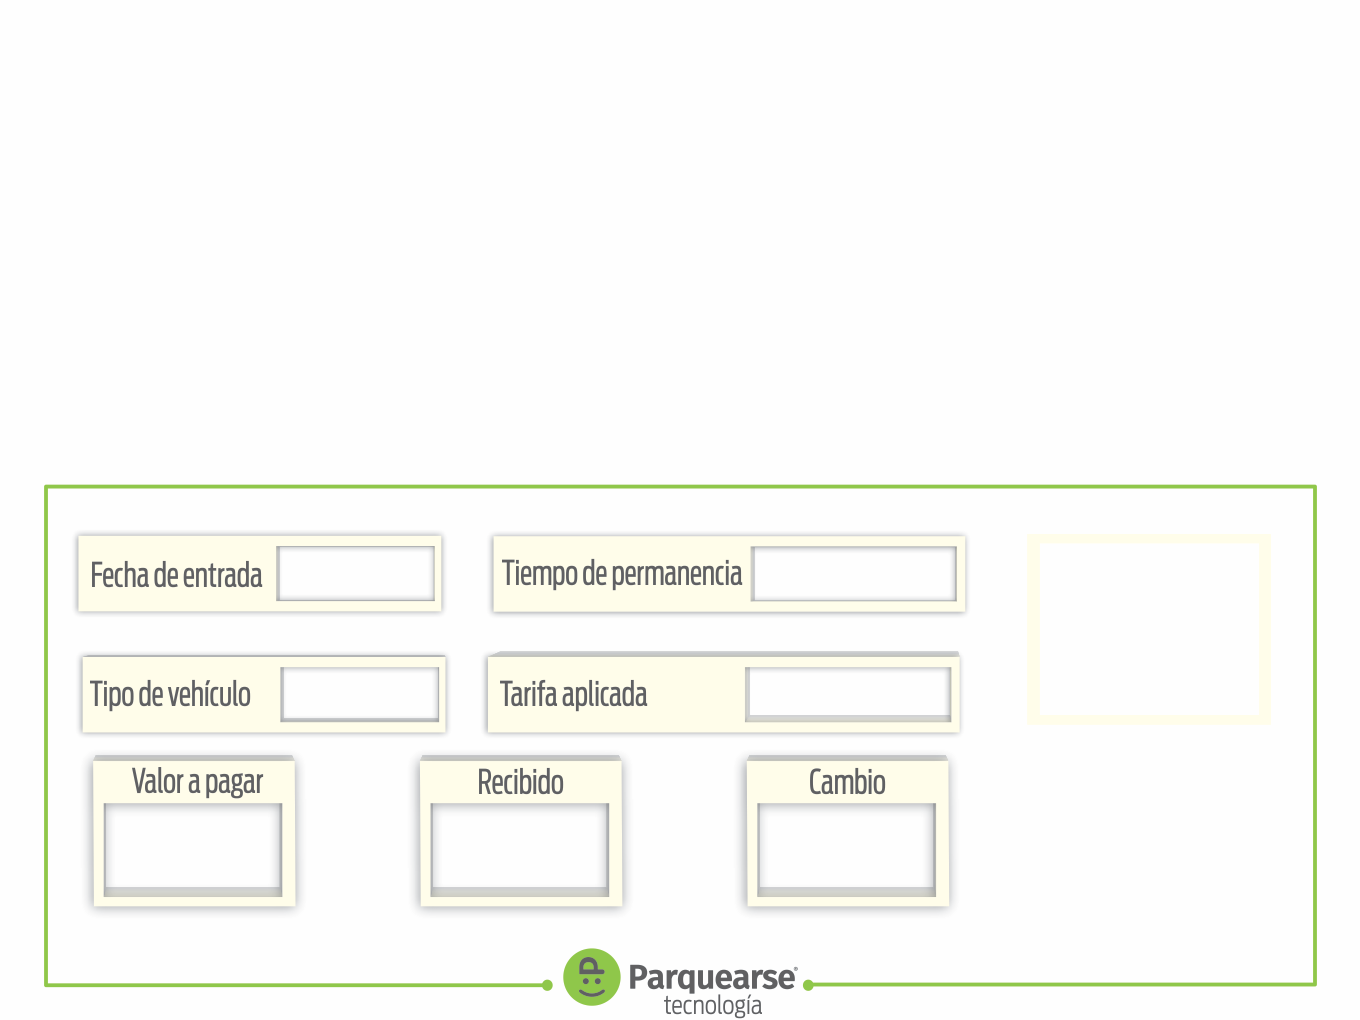 Fecha de entrada
Tiempo de permanencia
Tipo de vehículo
Tarifa aplicada
Valor a pagar
Recibido
Cambio
Parquearse®
tecnología